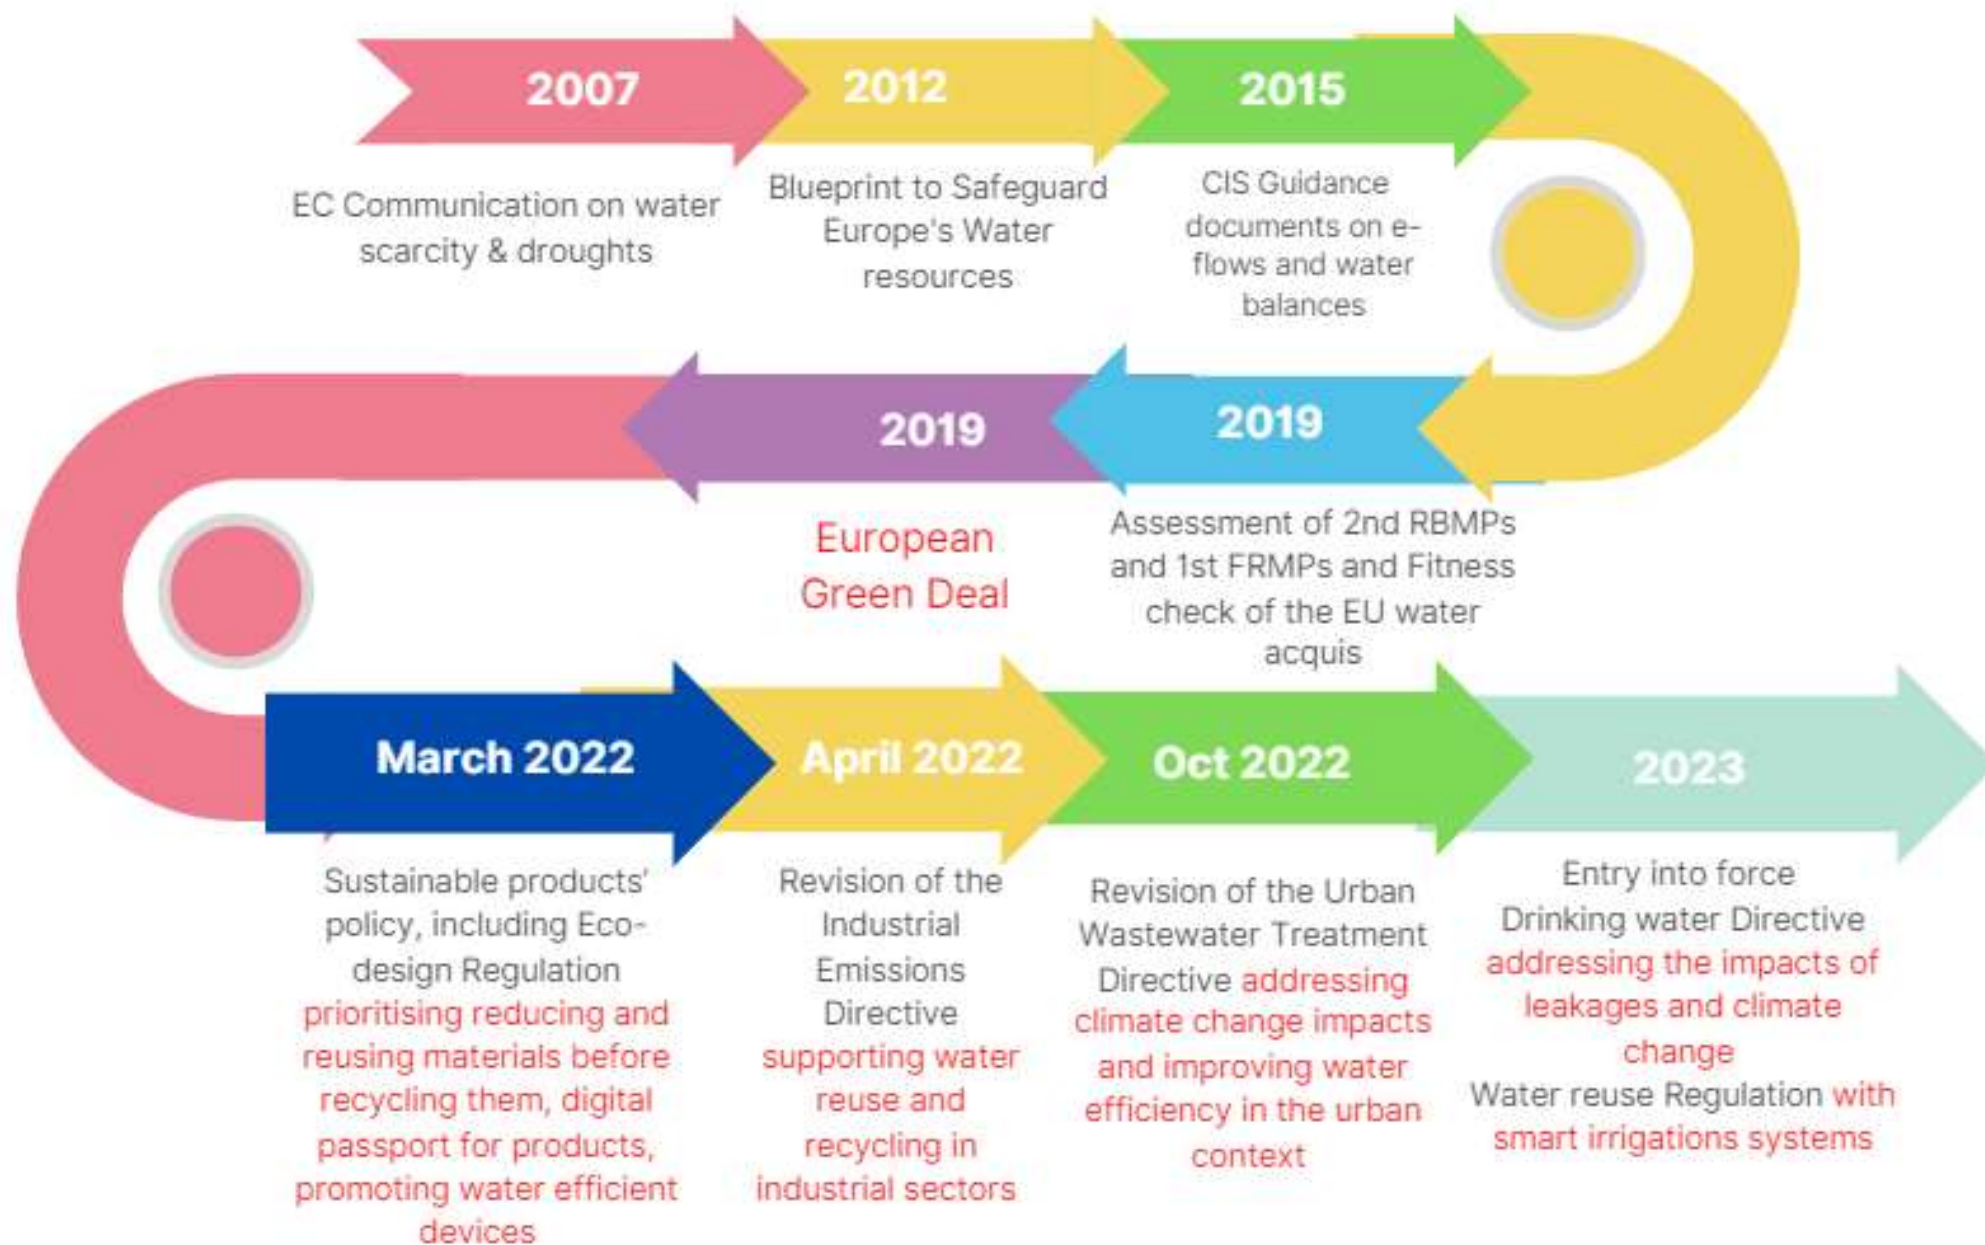 2007
EC Communication on water
scarcity & droughts
2012
Blueprint to Safeguard
Europe's Water
resources
2015
CIS Guidance
documents on e-
flows and water
balances
2019
Assessment of 2nd RBMPs
and 1st FRMPs and Fitness
check of the EU water
acquis
2019
European
Green Deal
March 2022
Sustainable products'
policy, including Eco-
design Regulation
prioritising reducing and
reusing materials before
recycling them, digital
passport for products,
promoting water efficient
devices
April 2022
Revision of the
Industrial
Emissions
Directive
supporting water
reuse and
recycling in
industrial sectors
Oct 2022
Revision of the Urban
Wastewater Treatment
Directive addressing
climate change impacts
and improving water
efficiency in the urban
context
2023
Entry into force
Drinking water Directive
addressing the impacts of
leakages and climate
change
Water reuse Regulation with
smart irrigations systems